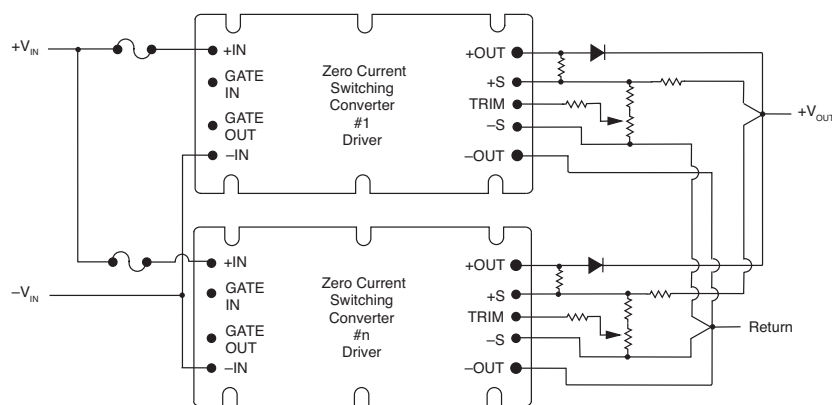 +VIN
+IN
GATE
IN
GATE
OUT
–IN
Zero Current
Switching
Converter
#1
Driver
+OUT
+S
TRIM
–S
–OUT
+VOUT
–VIN
+IN
GATE
IN
GATE
OUT
–IN
Zero Current
Switching
Converter
#n
Driver
+OUT
+S
TRIM
–S
–OUT
Return